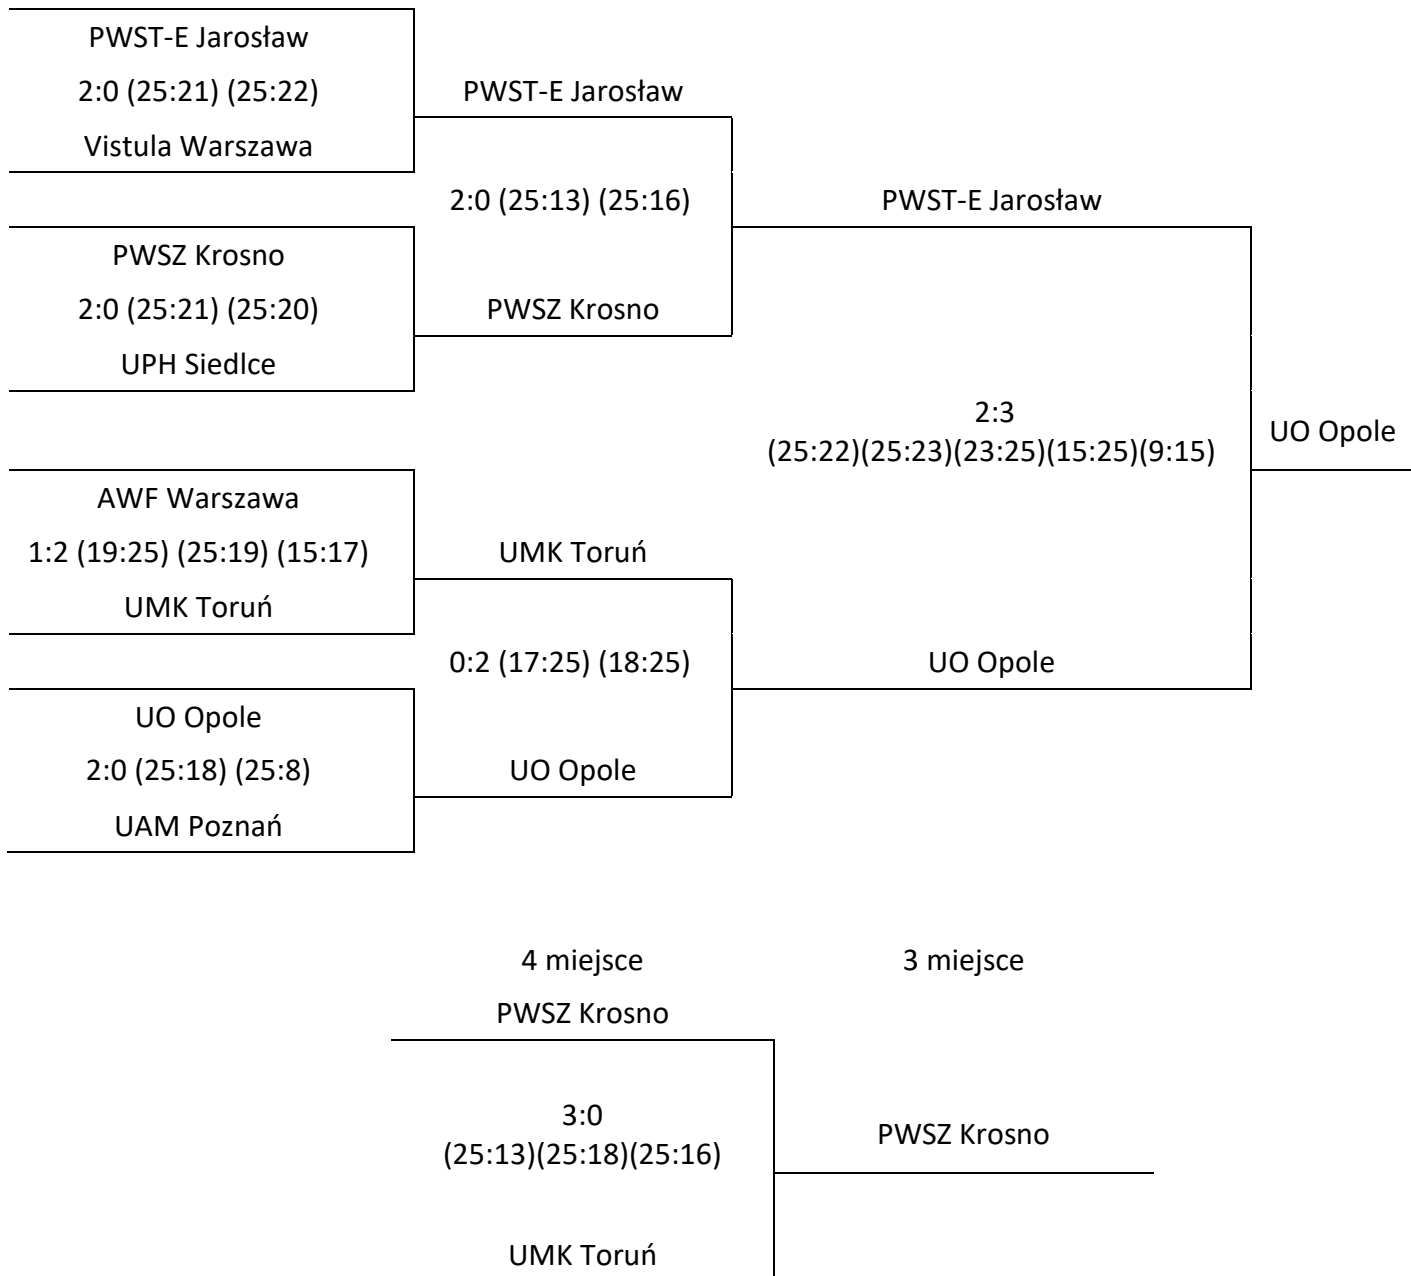 PWST-E Jarosław
2:0 (25:21) (25:22)
Vistula Warszawa
PWSZ Krosno
2:0 (25:21) (25:20)
UPH Siedlce
AWF Warszawa
1:2 (19:25) (25:19) (15:17)
UMK Toruń
UO Opole
2:0 (25:18) (25:8)
UAM Poznań
PWST-E Jarosław
2:0 (25:13) (25:16)
PWSZ Krosno
UMK Toruń
0:2 (17:25) (18:25)
UO Opole
PWST-E Jarosław
2:3
(25:22)(25:23)(23:25)(15:25)(9:15)
UO Opole
UO Opole
4 miejsce
3 miejsce
PWSZ Krosno
3:0
(25:13)(25:18)(25:16)
UMK Toruń
PWSZ Krosno